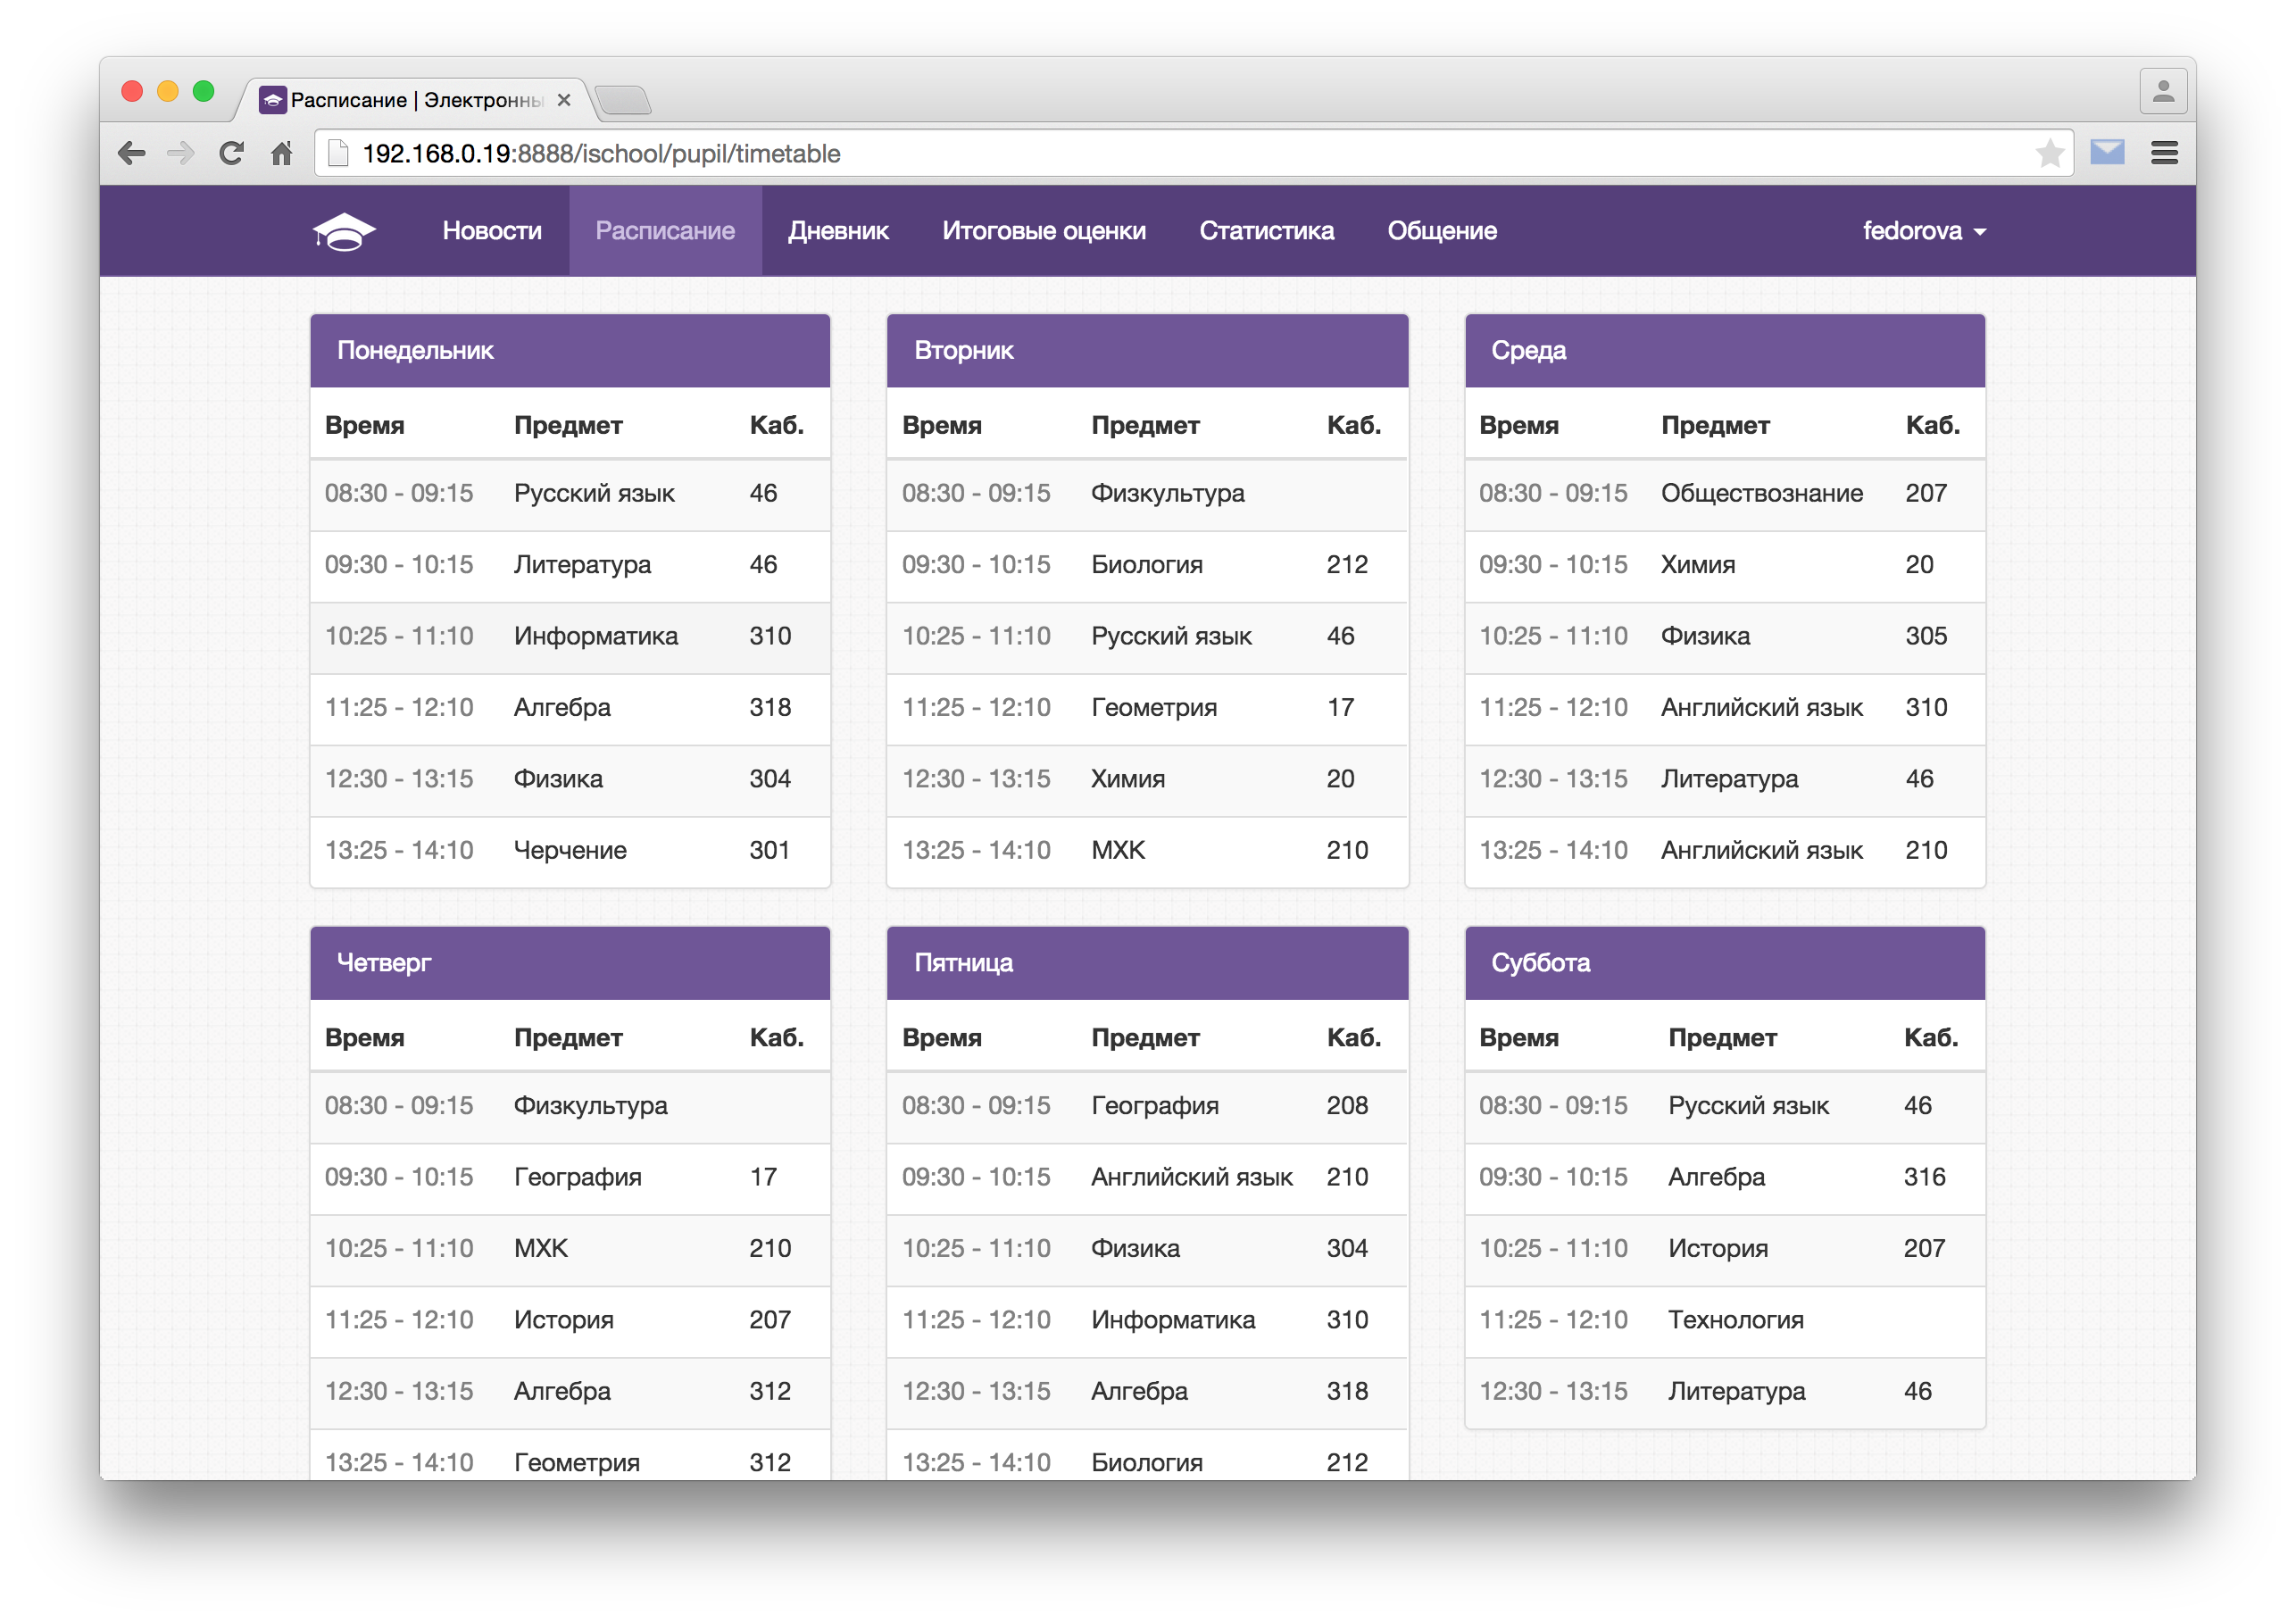 Расписание | Электронны
192.168.0.19:8888/ischool/pupil/timetable
Новости Расписание Дневник Итоговые оценки Статистика Общение fedorova
Понедельник
Время Предмет Каб.
08:30 - 09:15 Русский язык 46
09:30 - 10:15 Литература 46
10:25 - 11:10 Информатика 310
11:25 - 12:10 Алгебра 318
12:30 - 13:15 Физика 304
13:25 - 14:10 Черчение 301
Вторник
Время Предмет Каб.
08:30 - 09:15 Физкультура
09:30 - 10:15 Биология 212
10:25 - 11:10 Русский язык 46
11:25 - 12:10 Геометрия 17
12:30 - 13:15 Химия 20
13:25 - 14:10 МХК 210
Среда
Время Предмет Каб.
08:30 - 09:15 Обществознание 207
09:30 - 10:15 Химия 20
10:25 - 11:10 Физика 305
11:25 - 12:10 Английский язык 310
12:30 - 13:15 Литература 46
13:25 - 14:10 Английский язык 210
Четверг
Время Предмет Каб.
08:30 - 09:15 Физкультура
09:30 - 10:15 География 17
10:25 - 11:10 МХК 210
11:25 - 12:10 История 207
12:30 - 13:15 Алгебра 312
13:25 - 14:10 Геометрия 312
Пятница
Время Предмет Каб.
08:30 - 09:15 География 208
09:30 - 10:15 Английский язык 210
10:25 - 11:10 Физика 304
11:25 - 12:10 Информатика 310
12:30 - 13:15 Алгебра 318
13:25 - 14:10 Биология 212
Суббота
Время Предмет Каб.
08:30 - 09:15 Русский язык 46
09:30 - 10:15 Алгебра 316
10:25 - 11:10 История 207
11:25 - 12:10 Технология
12:30 - 13:15 Литература 46